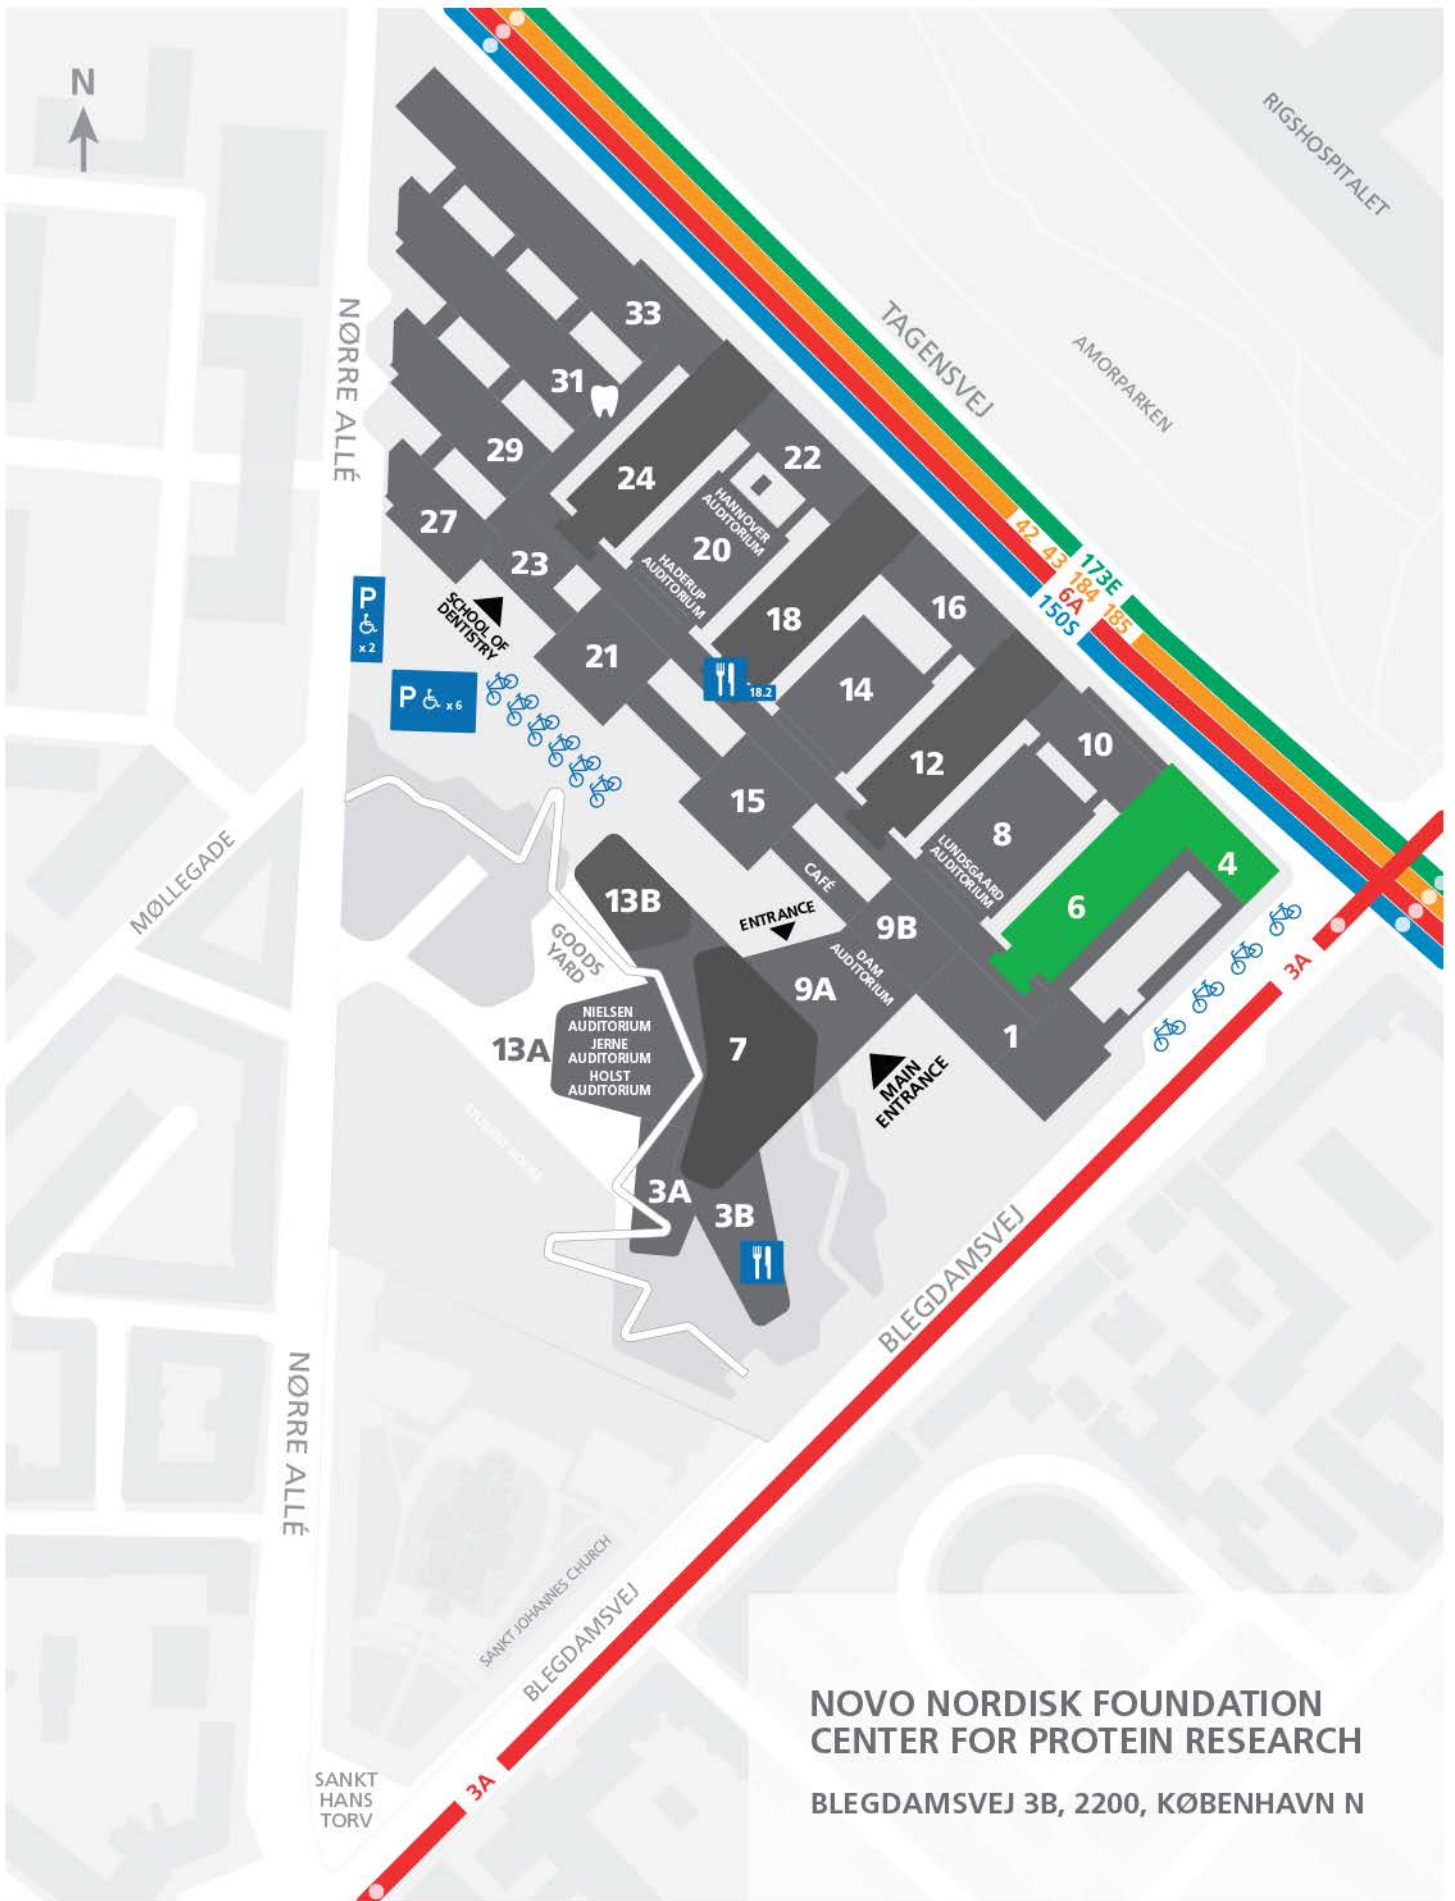 N
RIGSHOSPITALET
NØRRE ALLÉ
TAGENSVEJ
AMORPARKEN
33
31
29
24
22
27
HANNOVER
AUDITORIUM
20
HADERUP
AUDITORIUM
23
42 43 184 185
173E
6A
150S
P
x 2
SCHOOL OF
DENTISTRY
18
16
21
P x 6
18.2
14
10
12
15
8
LUNDSGAARD
AUDITORIUM
4
6
MØLLEGADE
CAFÉ
13B
ENTRANCE
9B
DAM
AUDITORIUM
GOODS
YARD
9A
3A
NIELSEN
AUDITORIUM
JERNE
AUDITORIUM
HOLST
AUDITORIUM
13A
7
1
MAIN
ENTRANCE
STUDENT HOUSE
3A
3B
BLEGDAMSVEJ
NØRRE ALLÉ
SANKT JOHANNES CHURCH
BLEGDAMSVEJ
NOVO NORDISK FOUNDATION
CENTER FOR PROTEIN RESEARCH
BLEGDAMSVEJ 3B, 2200, KØBENHAVN N
3A
SANKT
HANS
TORV